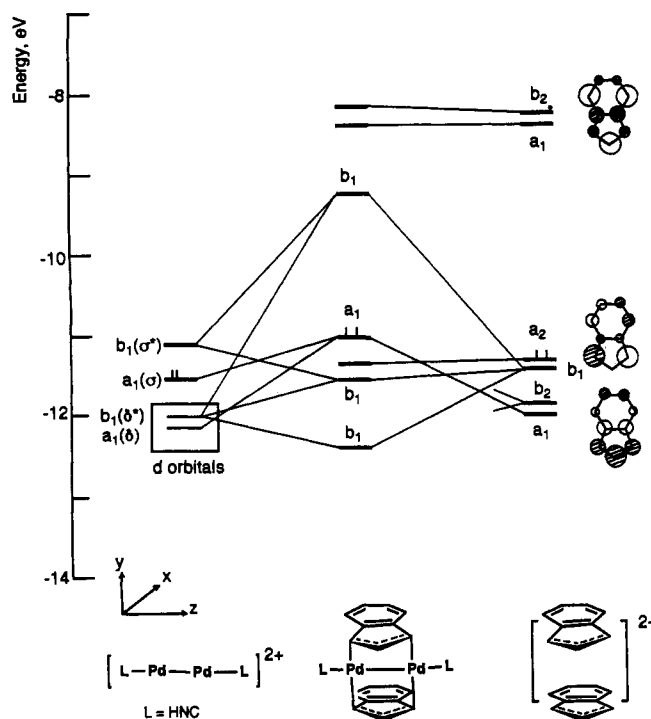 Energy, eV
-8
-10
-12
-14
b₁(σ*)
a₁(σ)
b₁(δ*)
a₁(δ)
d orbitals
b₁
a₁
b₁
b₁
b₂
a₁
a₂
b₁
b₂
a₁
y
x
z
[L—Pd—Pd—L]²⁺
L = HNC
L—Pd—Pd—L
2-